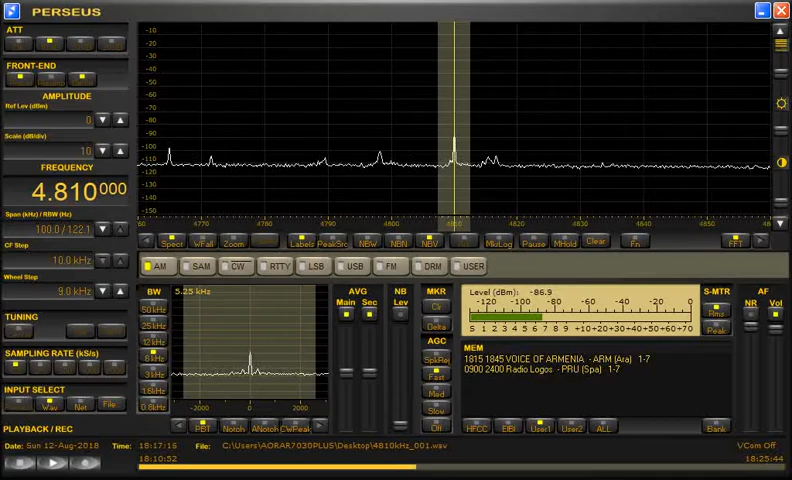 PERSEUS
ATT
FRONT-END
AMPLITUDE
Ref Lev (dBm)
0
Scale (dB/div)
10
FREQUENCY
4.810000
Span (kHz) / RBW (Hz)
100.0 / 122.1
CF Step
10.0 kHz
Wheel Step
9.0 kHz
TUNING
SAMPLING RATE (kS/s)
INPUT SELECT
Wav Net File
PLAYBACK / REC
-10
-20
-30
-40
-50
-60
-70
-80
-90
-100
-110
-120
-130
-140
-150
4770 4780 4790 4800 4810 4820 4830 4840 4850
Spect WFall Zoom Labels PeakSrc NBW NBN NBV MkrLog Pause MHold Clear Fn FFT
AM SAM CW RTTY LSB USB FM DRM USER
BW
5.25 kHz
50kHz
25kHz
12kHz
6 kHz
3 kHz
1.6kHz
0.8kHz
-2000 0 2000
PBT Notch ANotch CWPeak
AVG
Main Sec
NB
Lev
MKR
Clr
Delta
AGC
SpkRej
Fast
Med
Slow
Off
Level (dBm): -86.9
-120 -100 -80 -60 -40 -20 0
S 1 2 3 4 5 6 7 8 9 +10 +20 +30 +40 +50 +60 +70
S-MTR
Rms
Peak
AF
NR Vol
MEM
1815 1845 VOICE OF ARMENIA - ARM (Ara) 1-7
0900 2400 Radio Logos - PRU (Spa) 1-7
HFCC EIBI User1 User2 ALL Bank
Date: Sun 12-Aug-2018 Time: 18:17:15 File: C:\Users\AORAR7030PLUS\Desktop\4810kHz_001.wav VCom Off
18:10:52 18:25:44